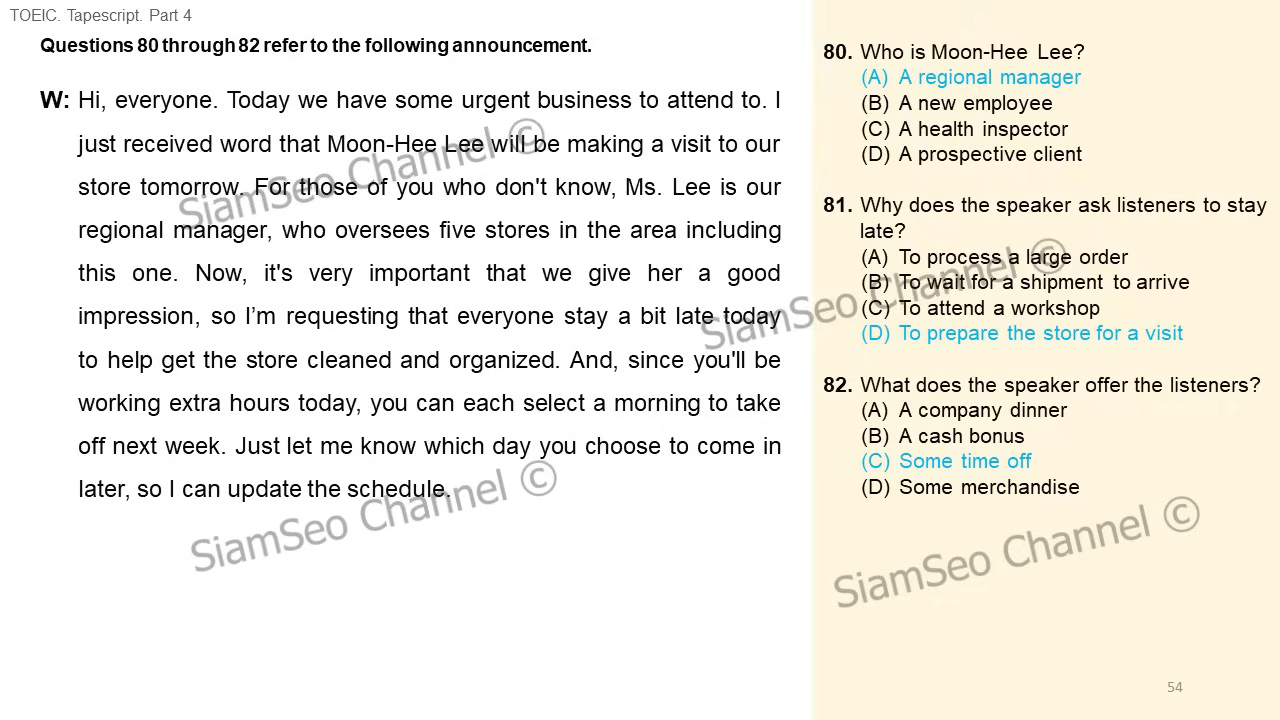 TOEIC. Tapescript. Part 4
Questions 80 through 82 refer to the following announcement.
W: Hi, everyone. Today we have some urgent business to attend to. I
just received word that Moon-Hee Lee will be making a visit to our
store tomorrow. For those of you who don't know, Ms. Lee is our
regional manager, who oversees five stores in the area including
this one. Now, it's very important that we give her a good
impression, so I’m requesting that everyone stay a bit late today
to help get the store cleaned and organized. And, since you'll be
working extra hours today, you can each select a morning to take
off next week. Just let me know which day you choose to come in
later, so I can update the schedule.
SiamSeo Channel ©
SiamSeo Channel ©
80. Who is Moon-Hee Lee?
(A) A regional manager
(B) A new employee
(C) A health inspector
(D) A prospective client
81. Why does the speaker ask listeners to stay
late?
(A) To process a large order
(B) To wait for a shipment to arrive
(C) To attend a workshop
(D) To prepare the store for a visit
82. What does the speaker offer the listeners?
(A) A company dinner
(B) A cash bonus
(C) Some time off
(D) Some merchandise
SiamSeo Channel ©
SiamSeo Channel ©
54